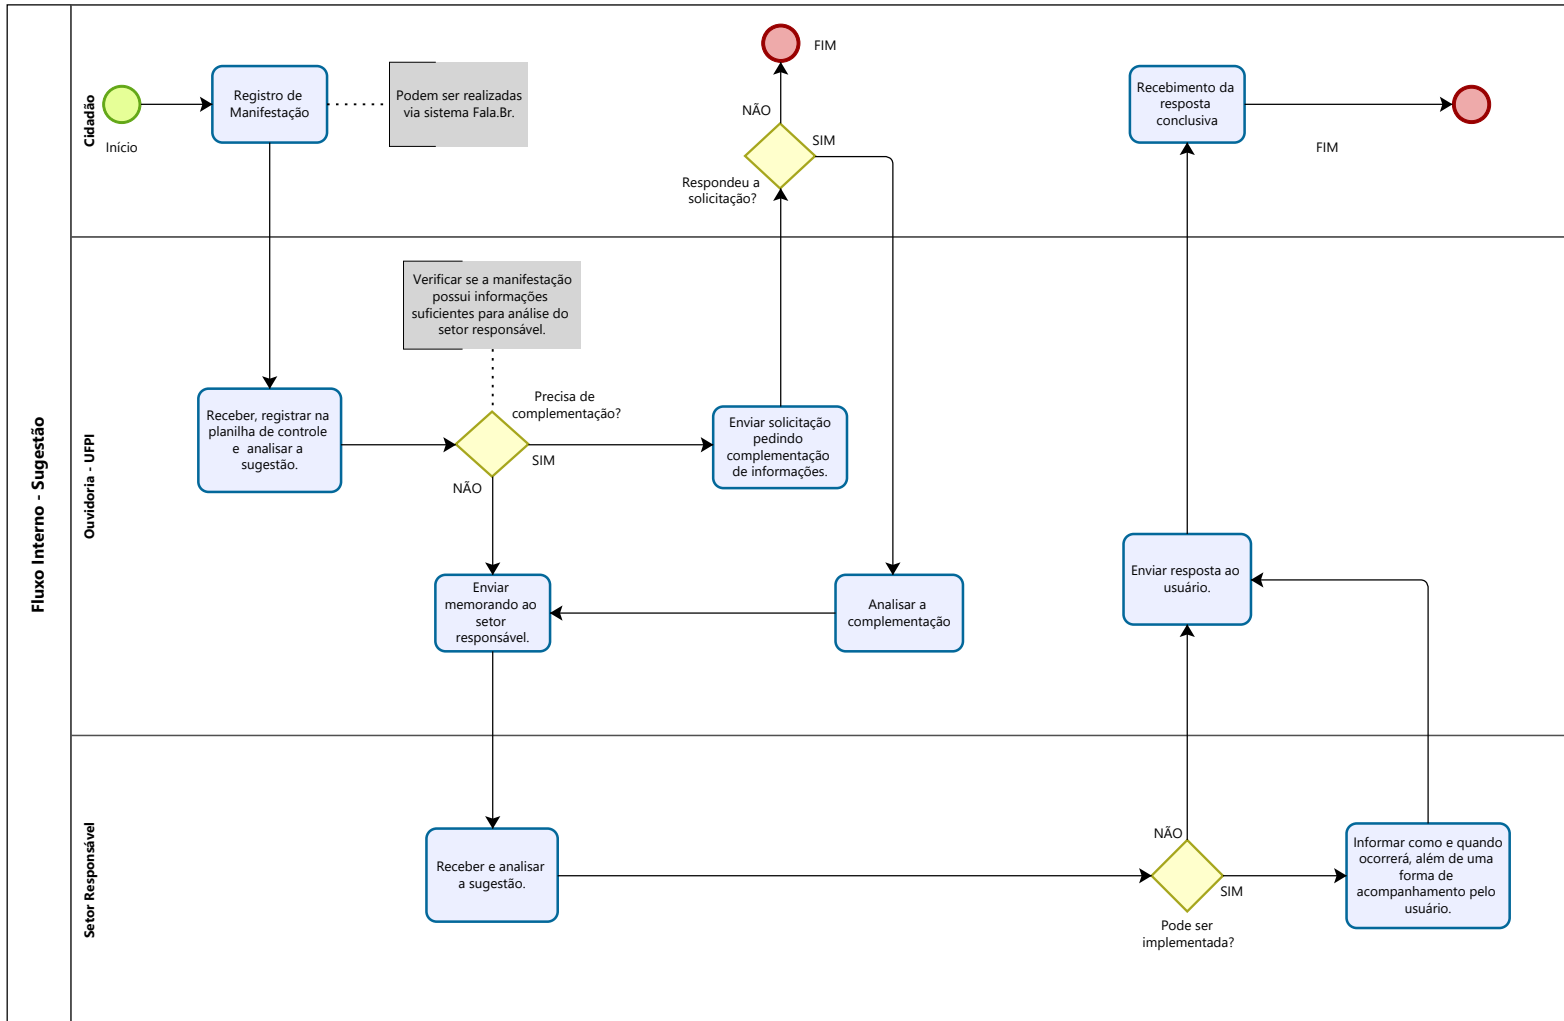 Fluxo Interno - Sugestão
Cidadão
Início
Registro de
Manifestação
Podem ser realizadas
via sistema Fala.Br.
FIM
NÃO
SIM
Respondeu a
solicitação?
Recebimento da
resposta
conclusiva
FIM
Ouvidoria - UFPI
Verificar se a manifestação
possui informações
suficientes para análise do
setor responsável.
Receber, registrar na
planilha de controle
e analisar a
sugestão.
Precisa de
complementação?
SIM
NÃO
Enviar solicitação
pedindo
complementação
de informações.
Enviar
memorando ao
setor
responsável.
Analisar a
complementação
Enviar resposta ao
usuário.
Setor Responsável
Receber e analisar
a sugestão.
NÃO
SIM
Pode ser
implementada?
Informar como e quando
ocorrerá, além de uma
forma de
acompanhamento pelo
usuário.